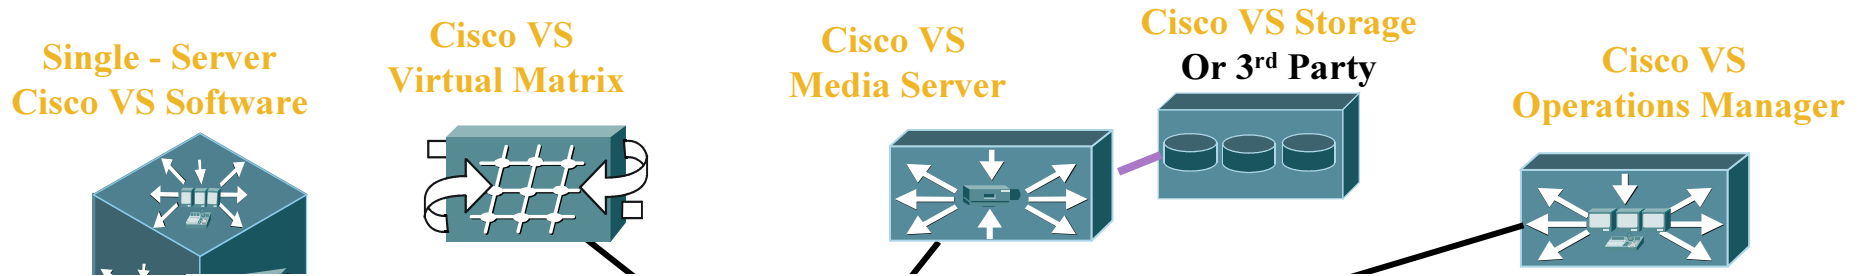 Single - Server
Cisco VS Software
Cisco VS
Virtual Matrix
Cisco VS
Media Server
Cisco VS Storage
Or 3rd Party
Cisco VS
Operations Manager